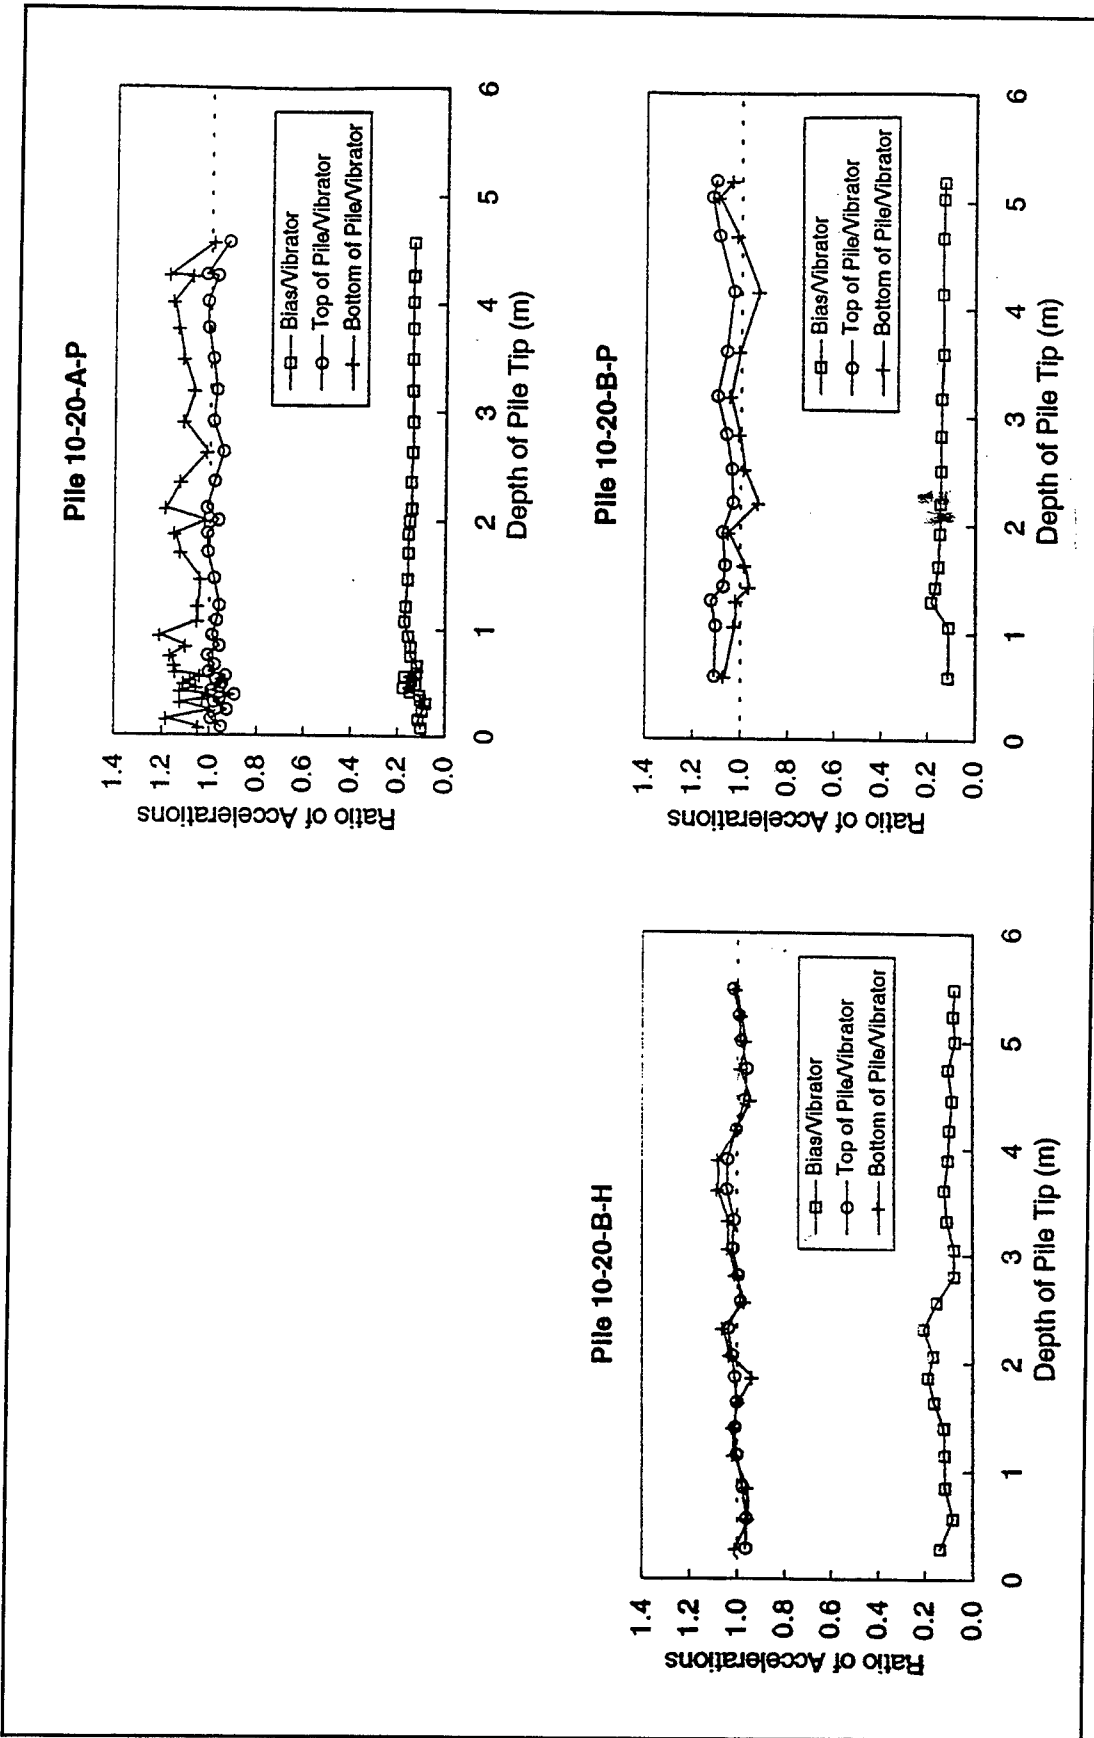 Pile 10-20-A-P
Ratio of Accelerations
1.4
1.2
1.0
0.8
0.6
0.4
0.2
0.0
0 1 2 3 4 5 6
Depth of Pile Tip (m)
Bias/Vibrator
Top of Pile/Vibrator
Bottom of Pile/Vibrator
Pile 10-20-B-H
Ratio of Accelerations
1.4
1.2
1.0
0.8
0.6
0.4
0.2
0.0
0 1 2 3 4 5 6
Depth of Pile Tip (m)
Bias/Vibrator
Top of Pile/Vibrator
Bottom of Pile/Vibrator
Pile 10-20-B-P
Ratio of Accelerations
1.4
1.2
1.0
0.8
0.6
0.4
0.2
0.0
0 1 2 3 4 5 6
Depth of Pile Tip (m)
Bias/Vibrator
Top of Pile/Vibrator
Bottom of Pile/Vibrator